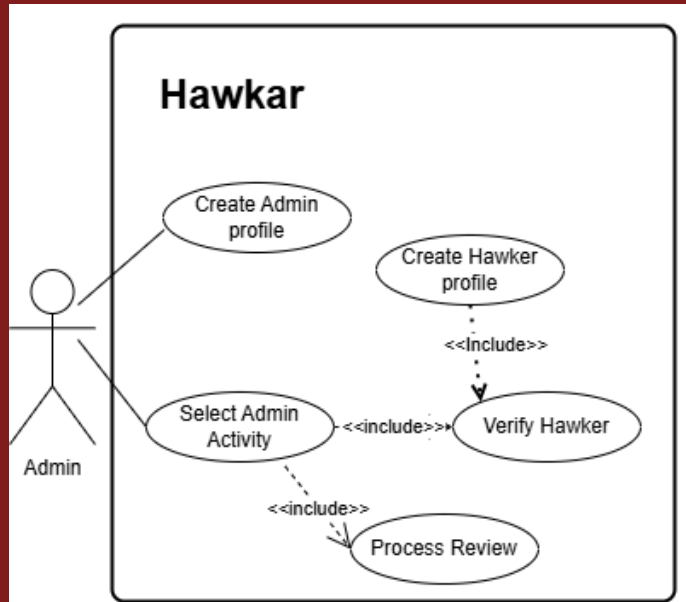 Hawkar
Create Admin
profile
Create Hawker
profile
<<Include>>
Select Admin
Activity
<<include>>
Verify Hawker
Admin
<<include>>
Process Review